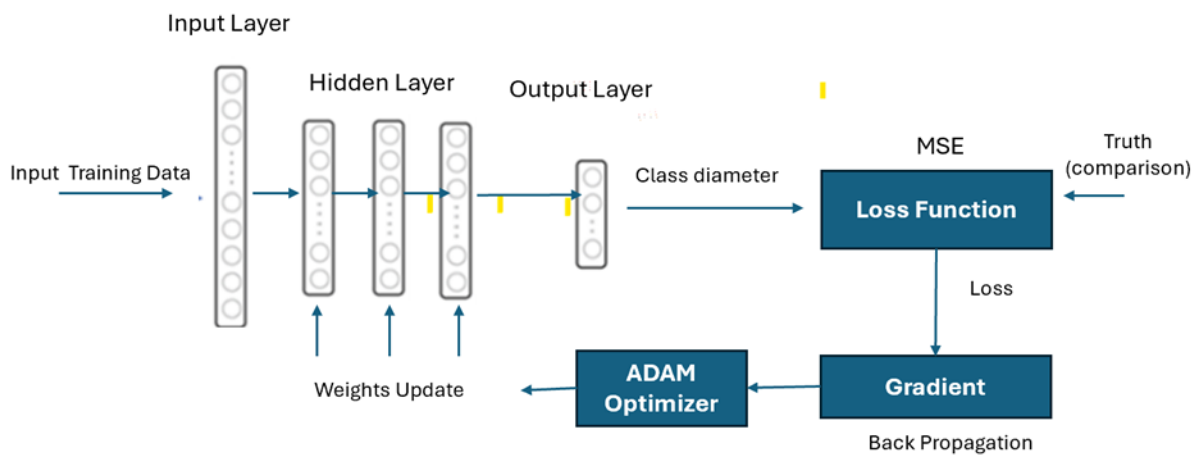 Input Layer
Hidden Layer
Output Layer
MSE
Truth
(comparison)
Input Training Data
Class diameter
Loss Function
Loss
Weights Update
ADAM
Optimizer
Gradient
Back Propagation